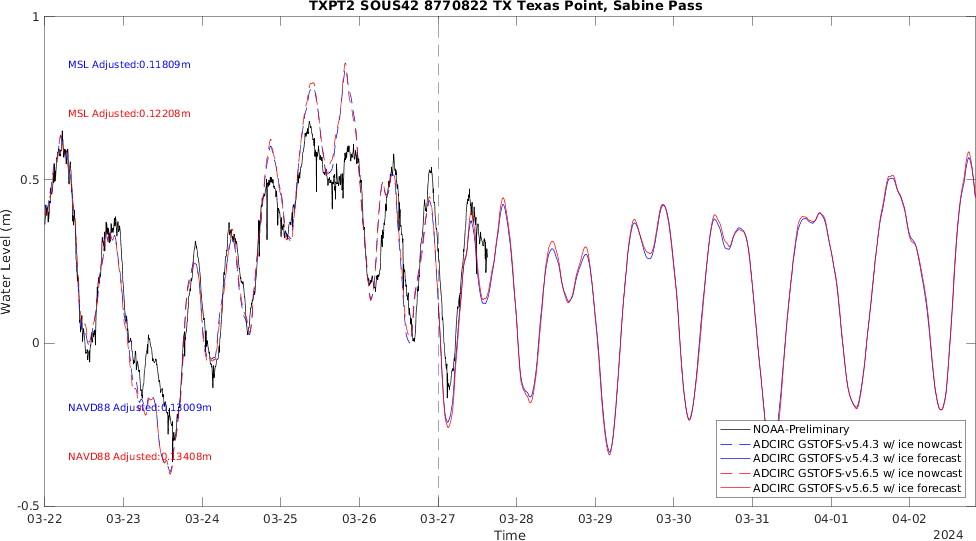 TXPT2 SOUS42 8770822 TX Texas Point, Sabine Pass
1
0.5
0
-0.5
Water Level (m)
MSL Adjusted:0.11809m
MSL Adjusted:0.12208m
NAVD88 Adjusted:0.13009m
NAVD88 Adjusted:0.13408m
NOAA-Preliminary
ADCIRC GSTOFS-v5.4.3 w/ ice nowcast
ADCIRC GSTOFS-v5.4.3 w/ ice forecast
ADCIRC GSTOFS-v5.6.5 w/ ice nowcast
ADCIRC GSTOFS-v5.6.5 w/ ice forecast
03-22 03-23 03-24 03-25 03-26 03-27 03-28 03-29 03-30 03-31 04-01 04-02
Time
2024